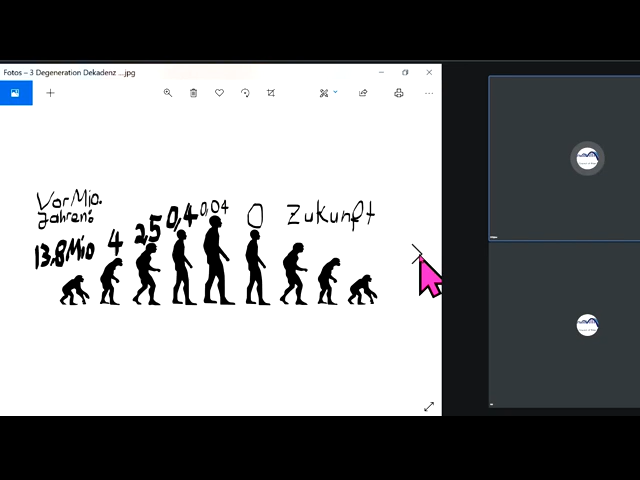 Fotos – 3 Degeneration Dekadenz ...jpg
Vor Mio.
Jahren:
13,8 Mio 4 2,5 0,4 0,04 0 Zukunft